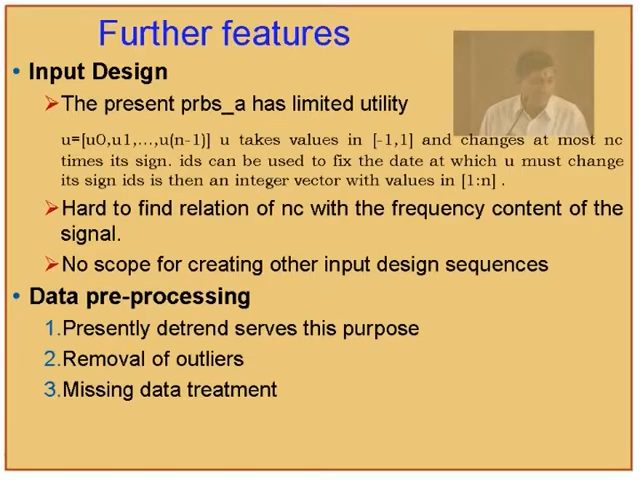 Further features
• Input Design
➢The present prbs_a has limited utility
u=[u0,u1,...,u(n-1)] u takes values in [-1,1] and changes at most nc
times its sign. ids can be used to fix the date at which u must change
its sign ids is then an integer vector with values in [1:n] .
➢Hard to find relation of nc with the frequency content of the
signal.
➢No scope for creating other input design sequences
• Data pre-processing
1.Presently detrend serves this purpose
2.Removal of outliers
3.Missing data treatment